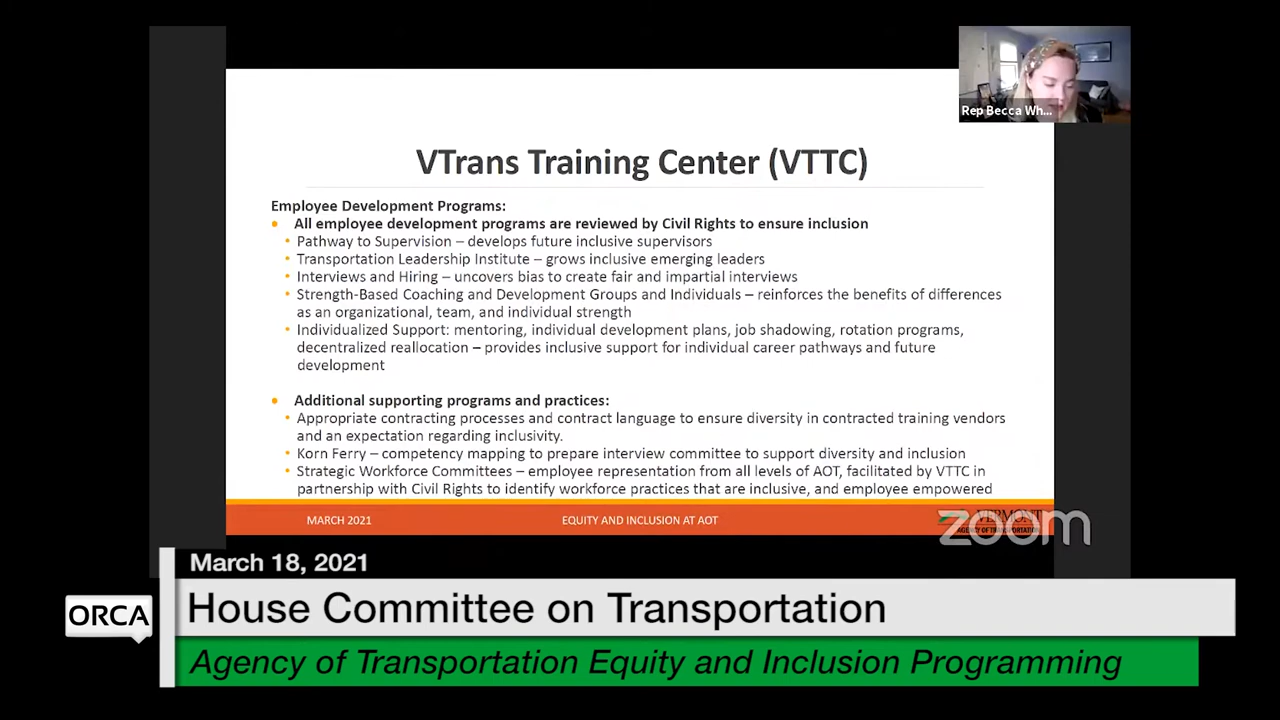 Rep Becca Wh...
VTrans Training Center (VTTC)
Employee Development Programs:
• All employee development programs are reviewed by Civil Rights to ensure inclusion
• Pathway to Supervision – develops future inclusive supervisors
• Transportation Leadership Institute – grows inclusive emerging leaders
• Interviews and Hiring – uncovers bias to create fair and impartial interviews
• Strength-Based Coaching and Development Groups and Individuals – reinforces the benefits of differences
as an organizational, team, and individual strength
• Individualized Support: mentoring, individual development plans, job shadowing, rotation programs,
decentralized reallocation – provides inclusive support for individual career pathways and future
development
• Additional supporting programs and practices:
• Appropriate contracting processes and contract language to ensure diversity in contracted training vendors
and an expectation regarding inclusivity.
• Korn Ferry – competency mapping to prepare interview committee to support diversity and inclusion
• Strategic Workforce Committees – employee representation from all levels of AOT, facilitated by VTTC in
partnership with Civil Rights to identify workforce practices that are inclusive, and employee empowered
MARCH 2021
EQUITY AND INCLUSION AT AOT
VERMONT
AGENCY OF TRANSPORTATION
zoom
March 18, 2021
ORCA
House Committee on Transportation
Agency of Transportation Equity and Inclusion Programming